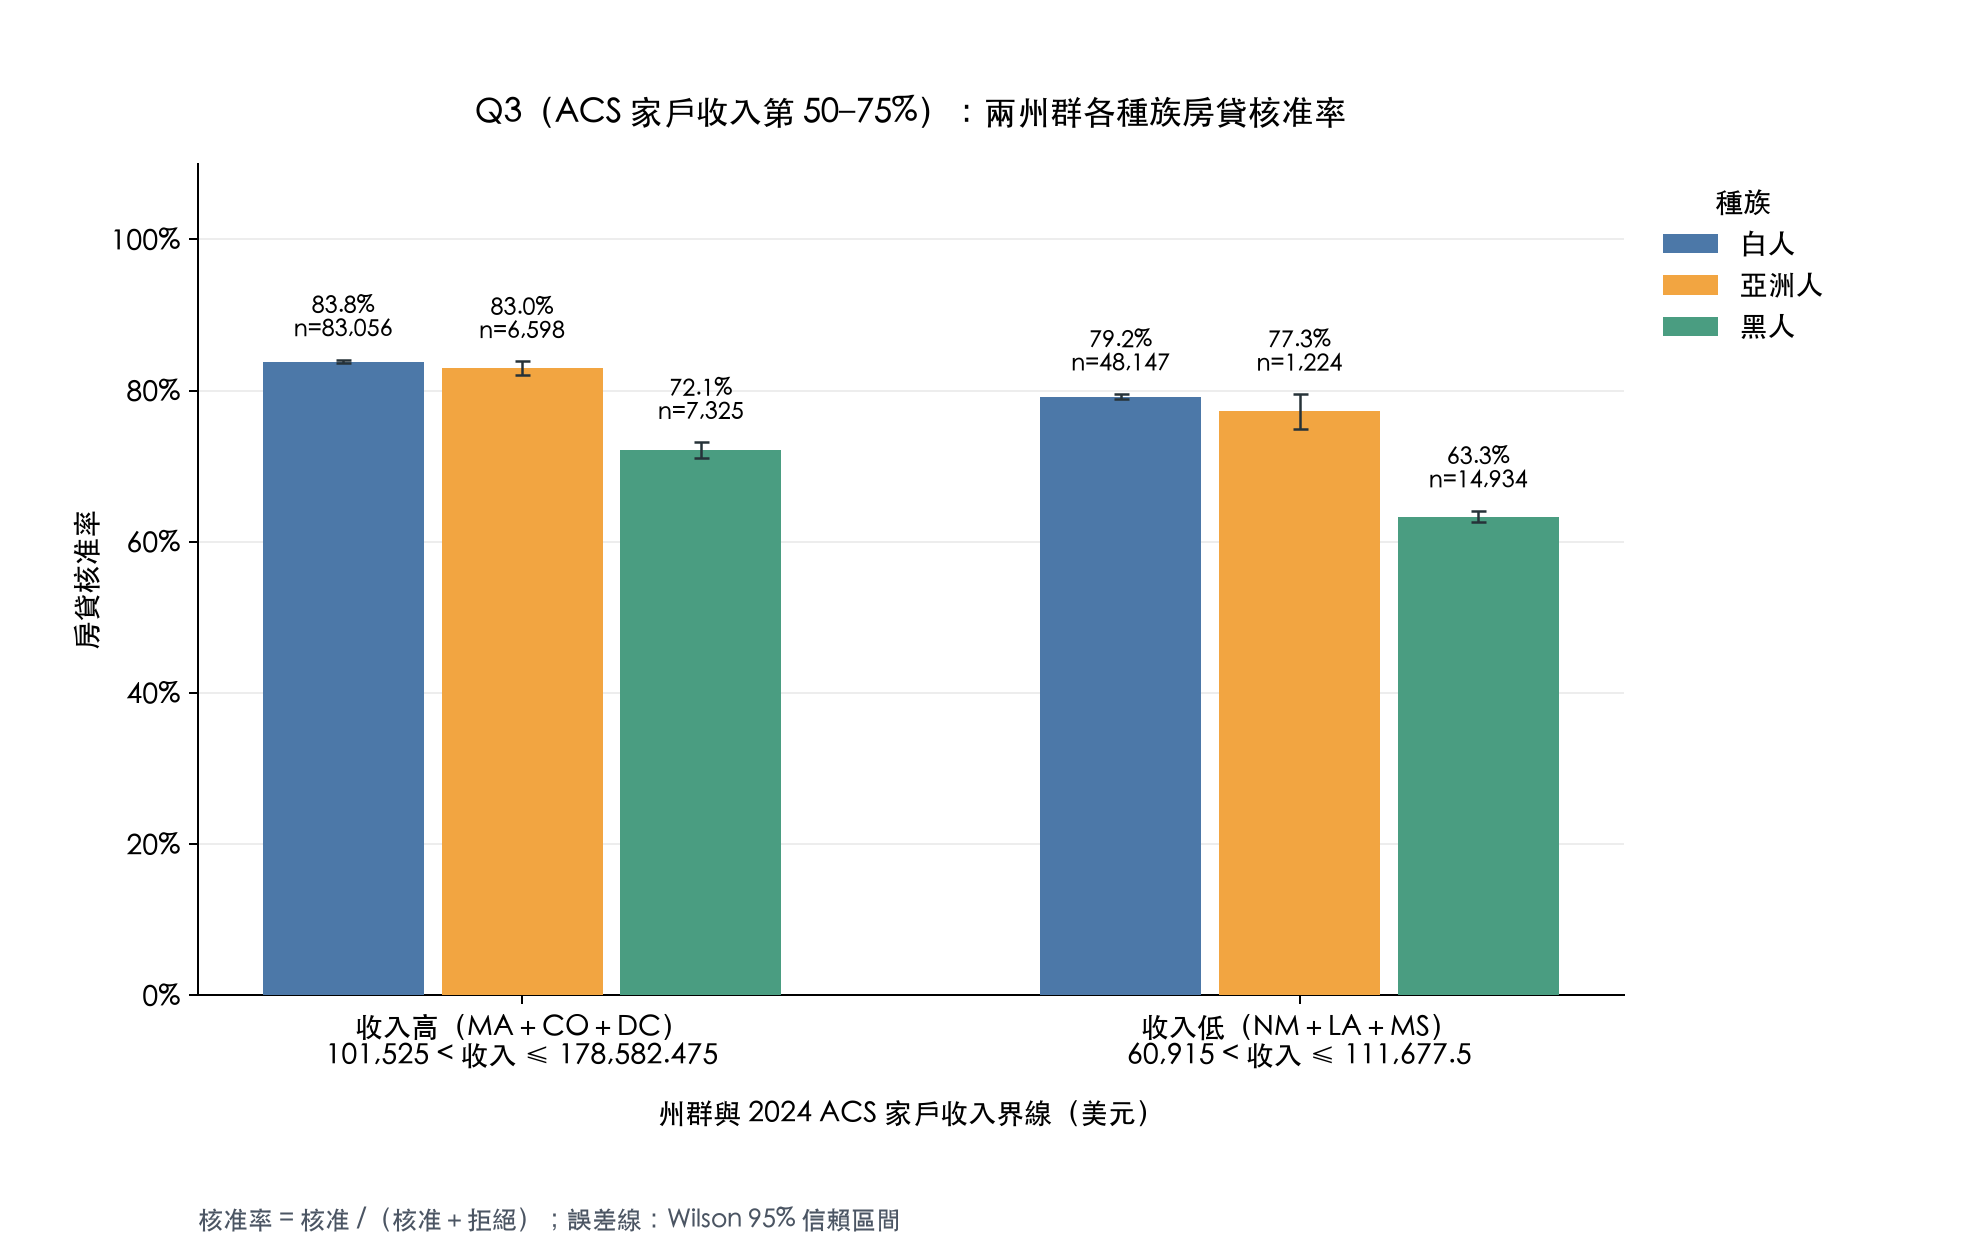 Q3（ACS 家戶收入第 50–75%）：兩州群各種族房貸核准率
種族
白人
亞洲人
黑人
房貸核准率
100%
80%
60%
40%
20%
0%
83.8%
n=83,056
83.0%
n=6,598
72.1%
n=7,325
79.2%
n=48,147
77.3%
n=1,224
63.3%
n=14,934
收入高（MA + CO + DC）
101,525 < 收入 ⩽ 178,582.475
收入低（NM + LA + MS）
60,915 < 收入 ⩽ 111,677.5
州群與 2024 ACS 家戶收入界線（美元）
核准率 = 核准 /（核准 + 拒絕）；誤差線：Wilson 95% 信賴區間